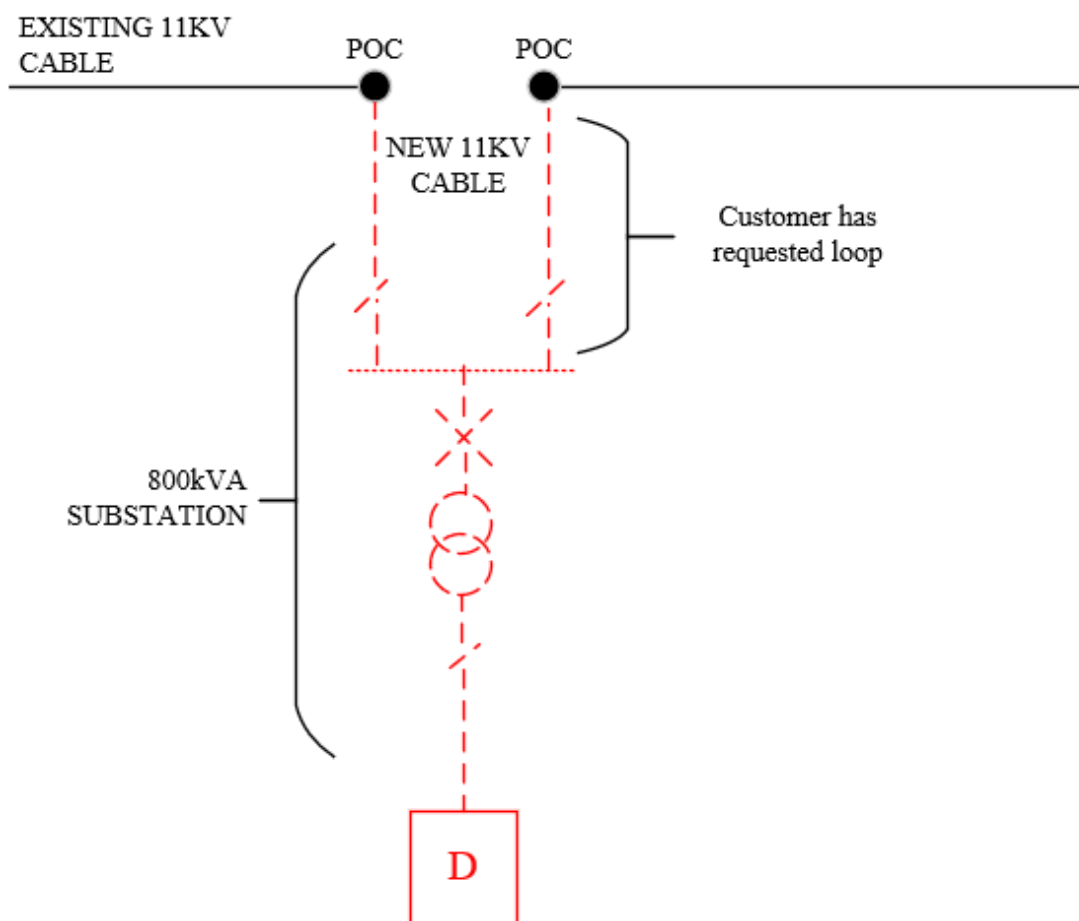 EXISTING 11KV
CABLE
POC
POC
NEW 11KV
CABLE
Customer has
requested loop
800kVA
SUBSTATION
D